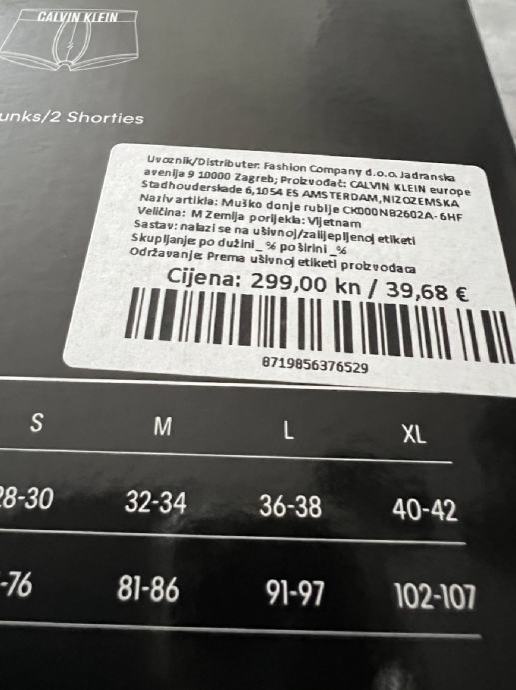 CALVIN KLEIN
unks/2 Shorties
Uvoznik/Distributer: Fashion Company d.o.o. Jadranska
avenija 9 10000 Zagreb; Proizvođač: CALVIN KLEIN europe
Stadhouderskade 6,1054 ES AMSTERDAM,NIZOZEMSKA
Naziv artikla: Muško donje rublje CK000NB2602A-6HF
Veličina: M Zemlja porijekla: Vijetnam
Sastav: nalazi se na ušivnoj/zalijepljenoj etiketi
Skupljanje: po dužini_% po širini_%
Održavanje: Prema ušivnoj etiketi proizvođača
Cijena: 299,00 kn / 39,68 €
8719856376529
S M L XL
28-30 32-34 36-38 40-42
-76 81-86 91-97 102-107